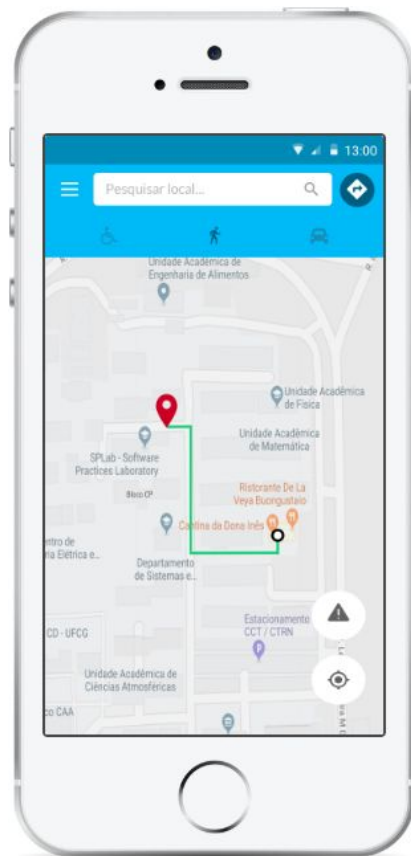 13:00
Pesquisar local...
Unidade Acadêmica de
Engenharia de Alimentos
Unidade Acadêmica
de Física
Unidade Acadêmica
de Matemática
SPLab - Software
Practices Laboratory
Bloco CP
Ristorante De La
Veya Buongustaio
Cantina da Dona Inês
ntro de
ria Elétrica e...
Departamento
de Sistemas e...
Estacionamento
CCT / CTRN
CD - UFCG
Unidade Acadêmica de
Ciências Atmosféricas
co CAA